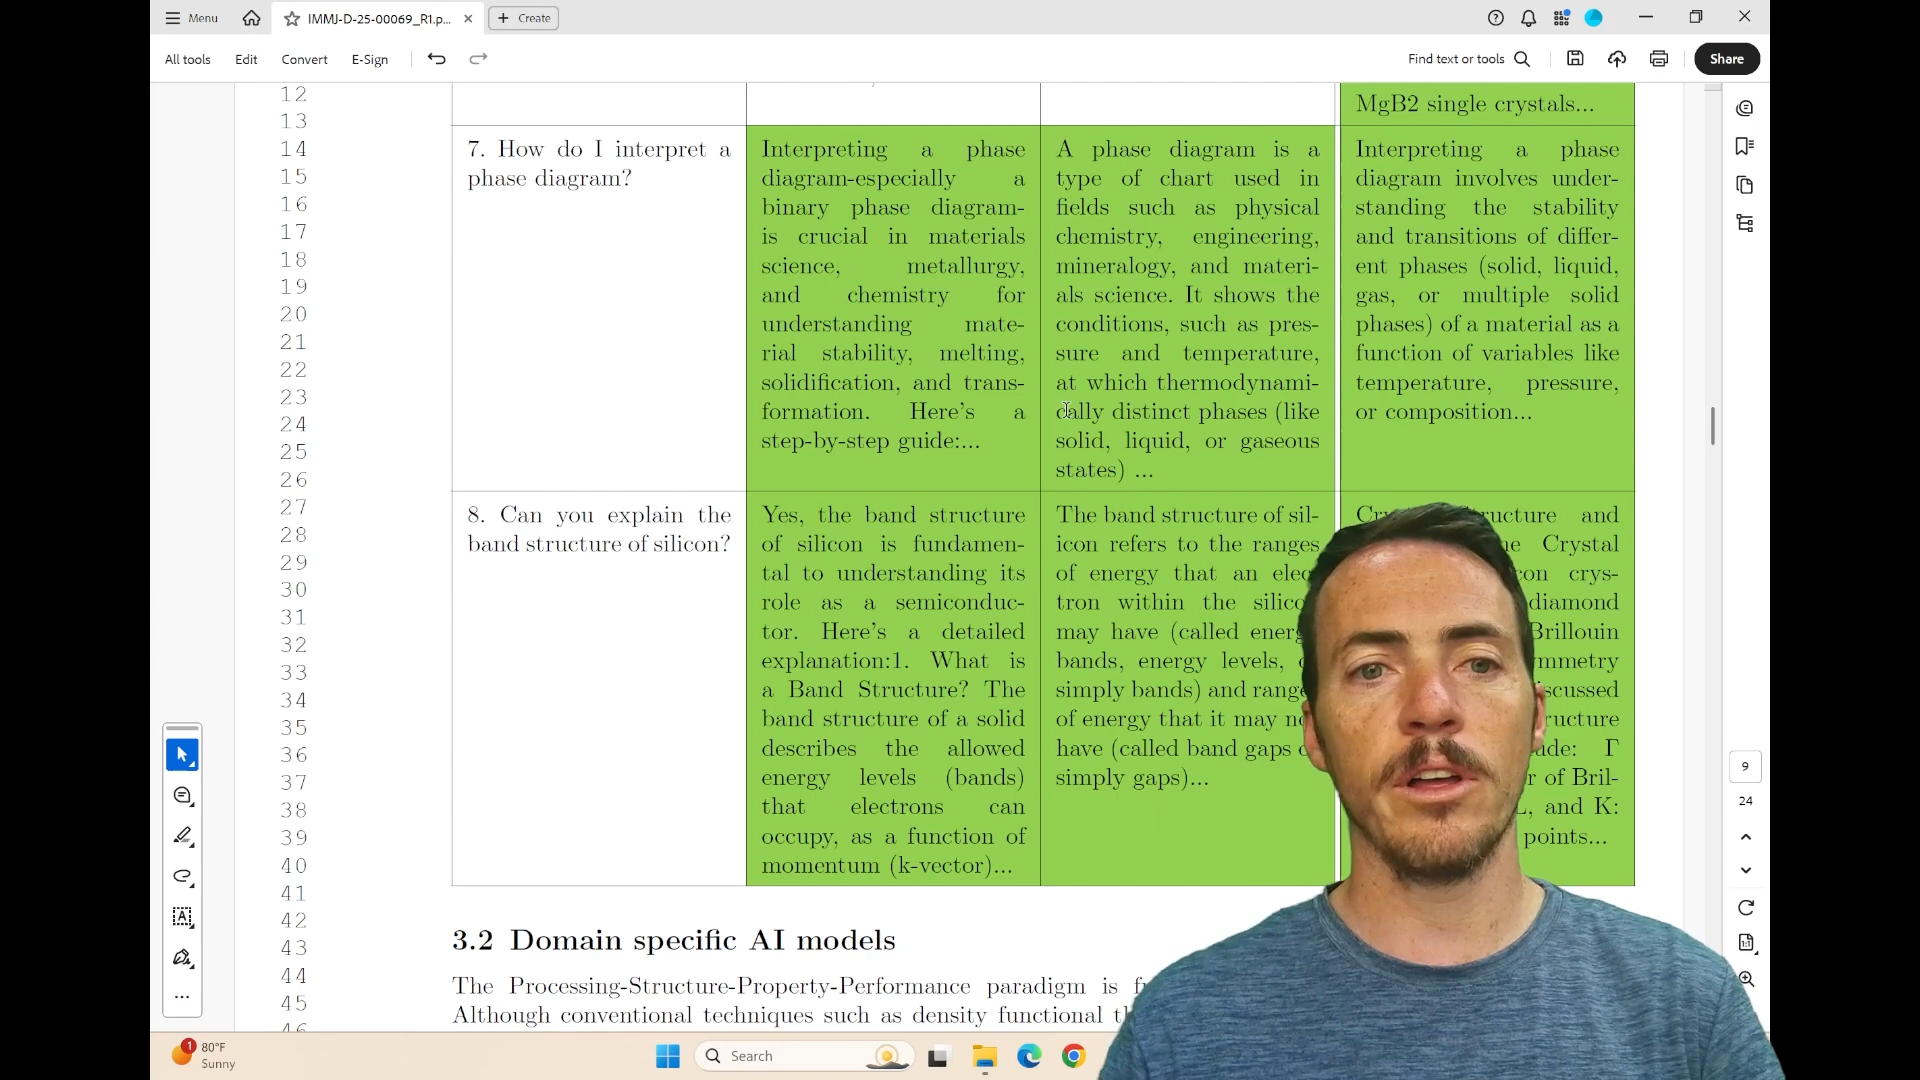 Menu
IMMJ-D-25-00069_R1.p...
Create
All tools
Edit
Convert
E-Sign
Find text or tools
Share
12
13
14
15
16
17
18
19
20
21
22
23
24
25
26
27
28
29
30
31
32
33
34
35
36
37
38
39
40
41
42
43
44
45
46
MgB2 single crystals...
7. How do I interpret a
phase diagram?
Interpreting a phase
diagram-especially a
binary phase diagram-
is crucial in materials
science, metallurgy,
and chemistry for
understanding mate-
rial stability, melting,
solidification, and trans-
formation. Here's a
step-by-step guide:...
A phase diagram is a
type of chart used in
fields such as physical
chemistry, engineering,
mineralogy, and materi-
als science. It shows the
conditions, such as pres-
sure and temperature,
at which thermodynami-
cally distinct phases (like
solid, liquid, or gaseous
states) ...
Interpreting a phase
diagram involves under-
standing the stability
and transitions of differ-
ent phases (solid, liquid,
gas, or multiple solid
phases) of a material as a
function of variables like
temperature, pressure,
or composition...
8. Can you explain the
band structure of silicon?
Yes, the band structure
of silicon is fundamen-
tal to understanding its
role as a semiconduc-
tor. Here's a detailed
explanation:1. What is
a Band Structure? The
band structure of a solid
describes the allowed
energy levels (bands)
that electrons can
occupy, as a function of
momentum (k-vector)...
The band structure of sil-
icon refers to the ranges
of energy that an elec
tron within the silico
may have (called energ
bands, energy levels,
simply bands) and range
of energy that it may no
have (called band gaps
simply gaps)...
and
Crystal
crys-
diamond
Brillouin
Γ
of Bril-
and K:
points...
3.2 Domain specific AI models
The Processing-Structure-Property-Performance paradigm is
Although conventional techniques such as density functional
9
24
80°F
Sunny
Search